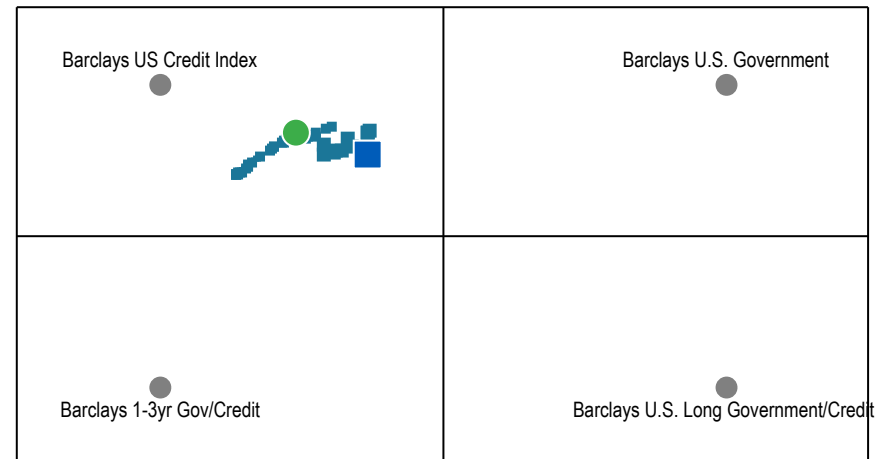 Barclays US Credit Index
Barclays U.S. Government
Barclays 1-3yr Gov/Credit
Barclays U.S. Long Government/Credit